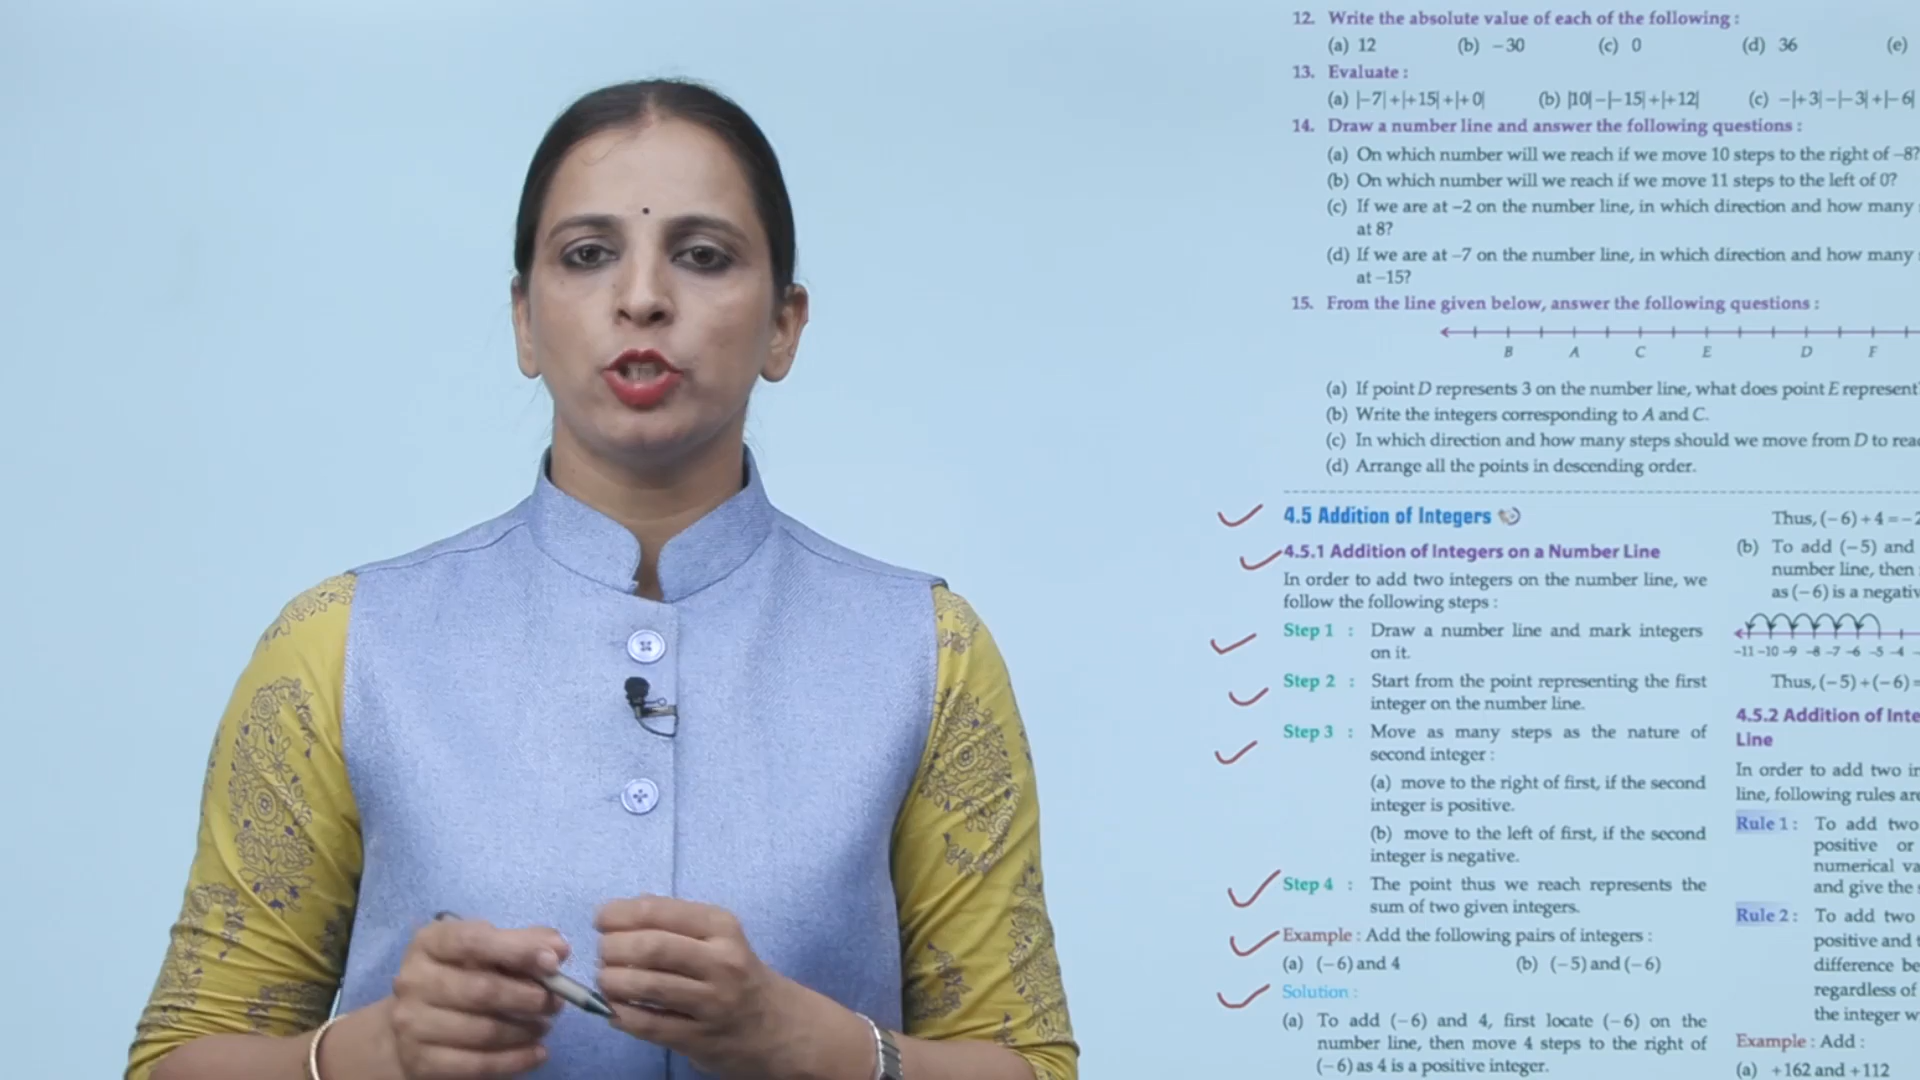 12. Write the absolute value of each of the following :
(a) 12 (b) −30 (c) 0 (d) 36 (e)
13. Evaluate :
(a) |−7|+|+15|+|+0| (b) |10|−|−15|+|+12| (c) −|+3|−|−3|+|−6|
14. Draw a number line and answer the following questions :
(a) On which number will we reach if we move 10 steps to the right of −8?
(b) On which number will we reach if we move 11 steps to the left of 0?
(c) If we are at −2 on the number line, in which direction and how many
at 8?
(d) If we are at −7 on the number line, in which direction and how many
at −15?
15. From the line given below, answer the following questions :
B A C E D F
(a) If point D represents 3 on the number line, what does point E represent
(b) Write the integers corresponding to A and C.
(c) In which direction and how many steps should we move from D to
(d) Arrange all the points in descending order.
4.5 Addition of Integers
4.5.1 Addition of Integers on a Number Line
In order to add two integers on the number line, we
follow the following steps :
Step 1 : Draw a number line and mark integers
on it.
Step 2 : Start from the point representing the first
integer on the number line.
Step 3 : Move as many steps as the nature of
second integer :
(a) move to the right of first, if the second
integer is positive.
(b) move to the left of first, if the second
integer is negative.
Step 4 : The point thus we reach represents the
sum of two given integers.
Example : Add the following pairs of integers :
(a) (−6) and 4 (b) (−5) and (−6)
Solution :
(a) To add (−6) and 4, first locate (−6) on the
number line, then move 4 steps to the right of
(−6) as 4 is a positive integer.
Thus, (−6) + 4 = −
(b) To add (−5) and
number line, then
as (−6) is a
−11 −10 −9 −8 −7 −6 −5 −4
Thus, (−5) + (−6) =
4.5.2 Addition of
Line
In order to add two
line, following rules
Rule 1 : To add two
positive or
numerical
and give the
Rule 2 : To add two
positive and
difference
regardless of
the integer
Example : Add :
(a) +162 and +112